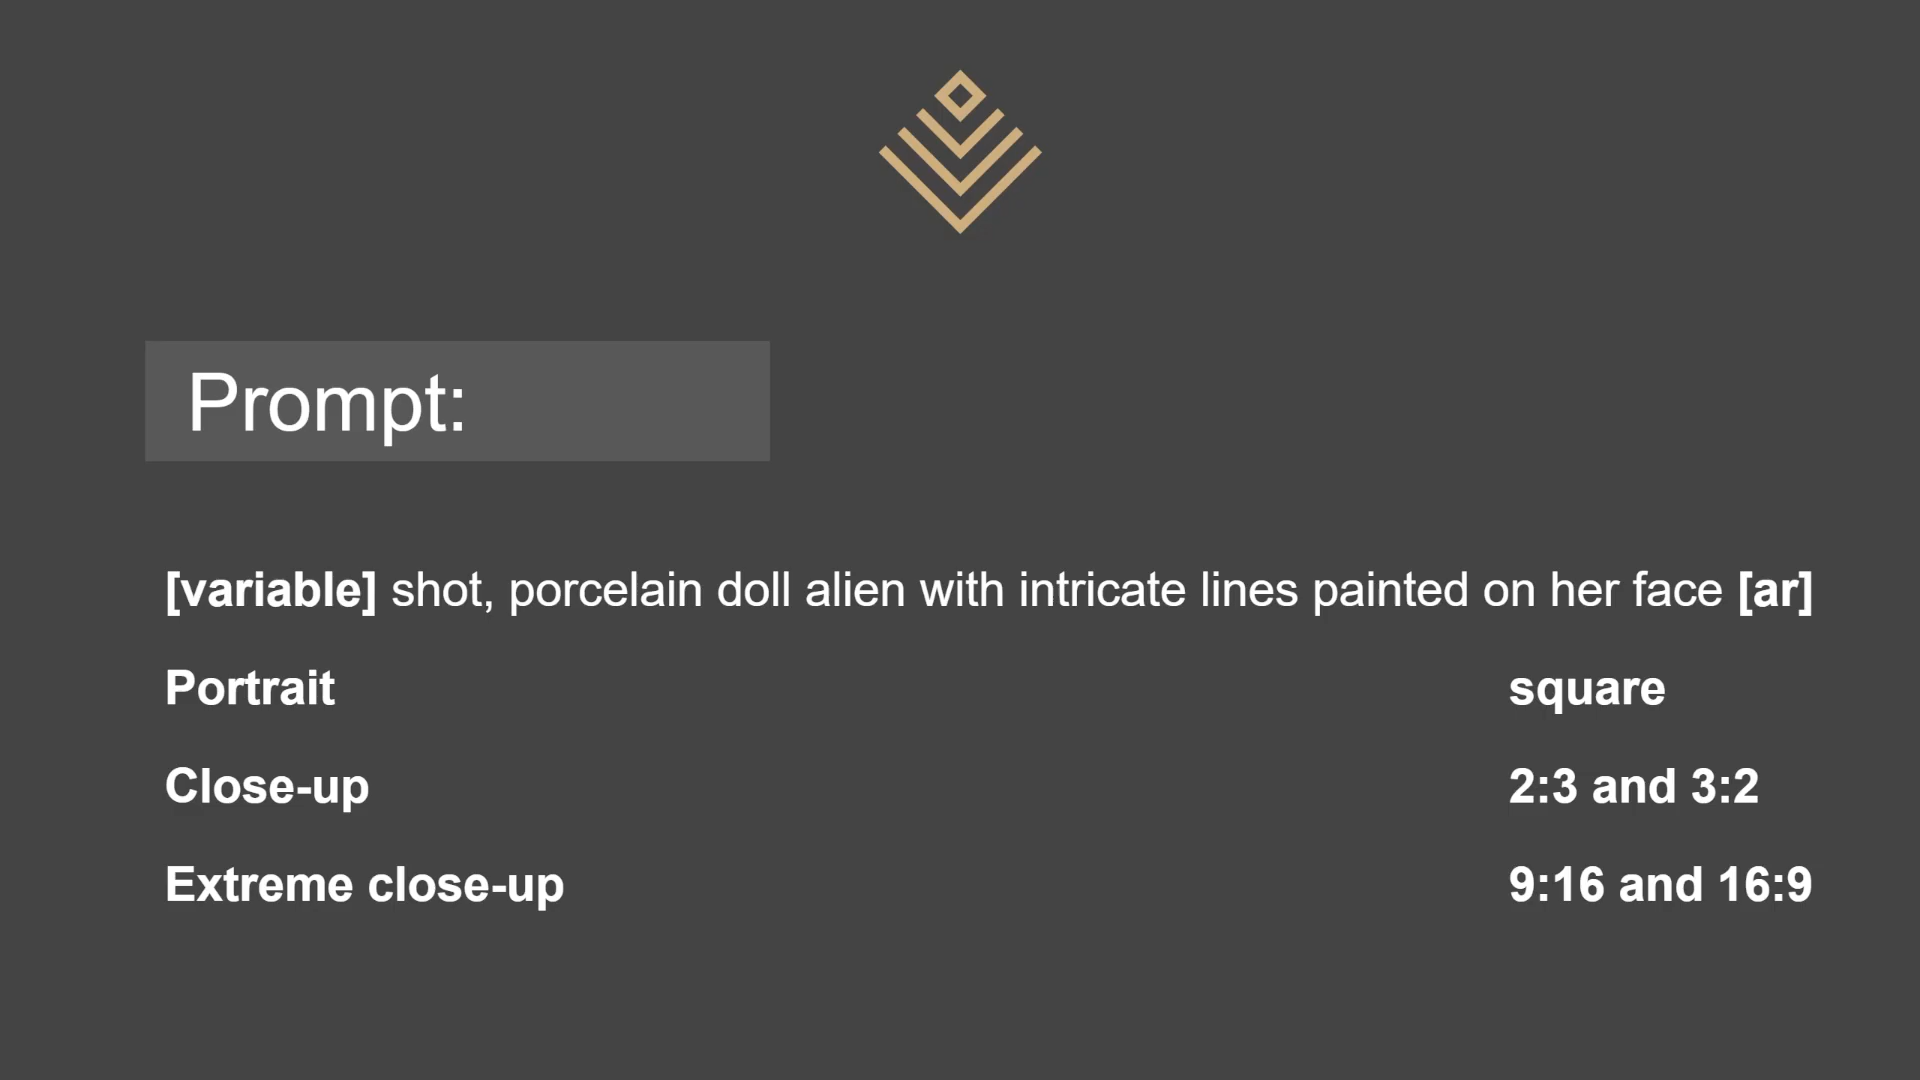 Prompt:
[variable] shot, porcelain doll alien with intricate lines painted on her face [ar]
Portrait square
Close-up 2:3 and 3:2
Extreme close-up 9:16 and 16:9